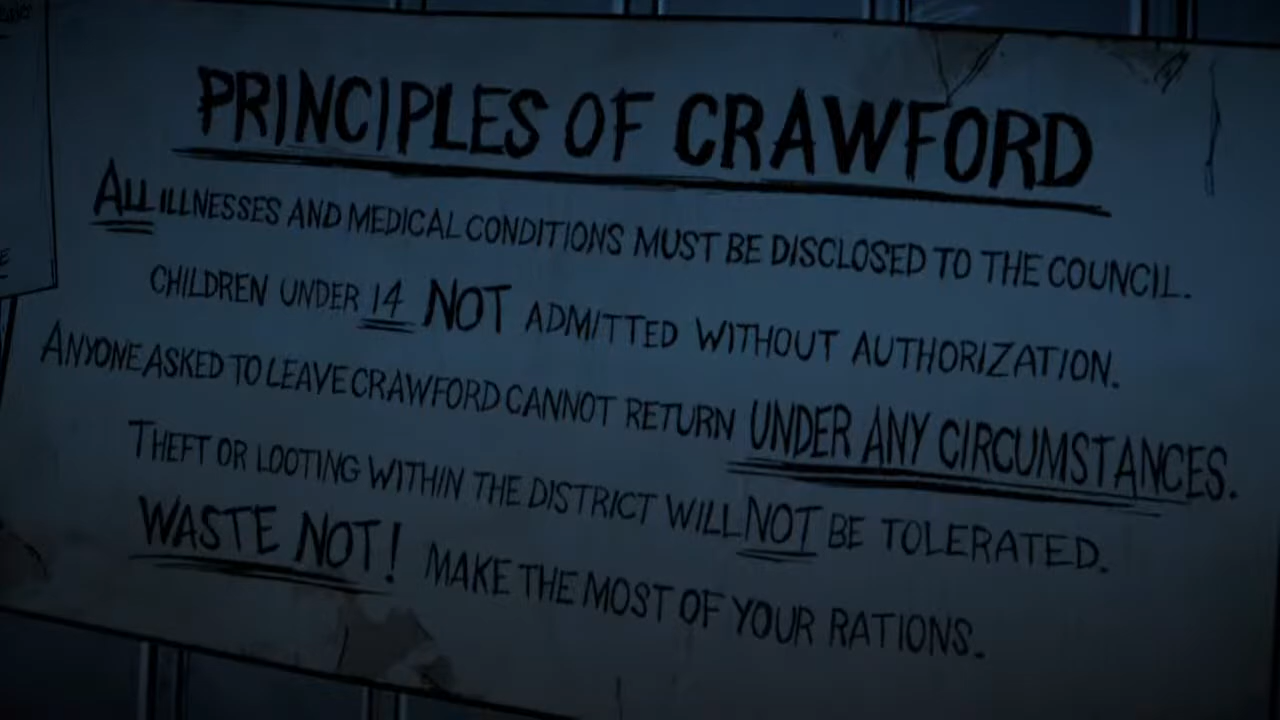 PRINCIPLES OF CRAWFORD
ALL ILLNESSES AND MEDICAL CONDITIONS MUST BE DISCLOSED TO THE COUNCIL.
CHILDREN UNDER 14 NOT ADMITTED WITHOUT AUTHORIZATION.
ANYONE ASKED TO LEAVE CRAWFORD CANNOT RETURN UNDER ANY CIRCUMSTANCES.
THEFT OR LOOTING WITHIN THE DISTRICT WILL NOT BE TOLERATED.
WASTE NOT! MAKE THE MOST OF YOUR RATIONS.